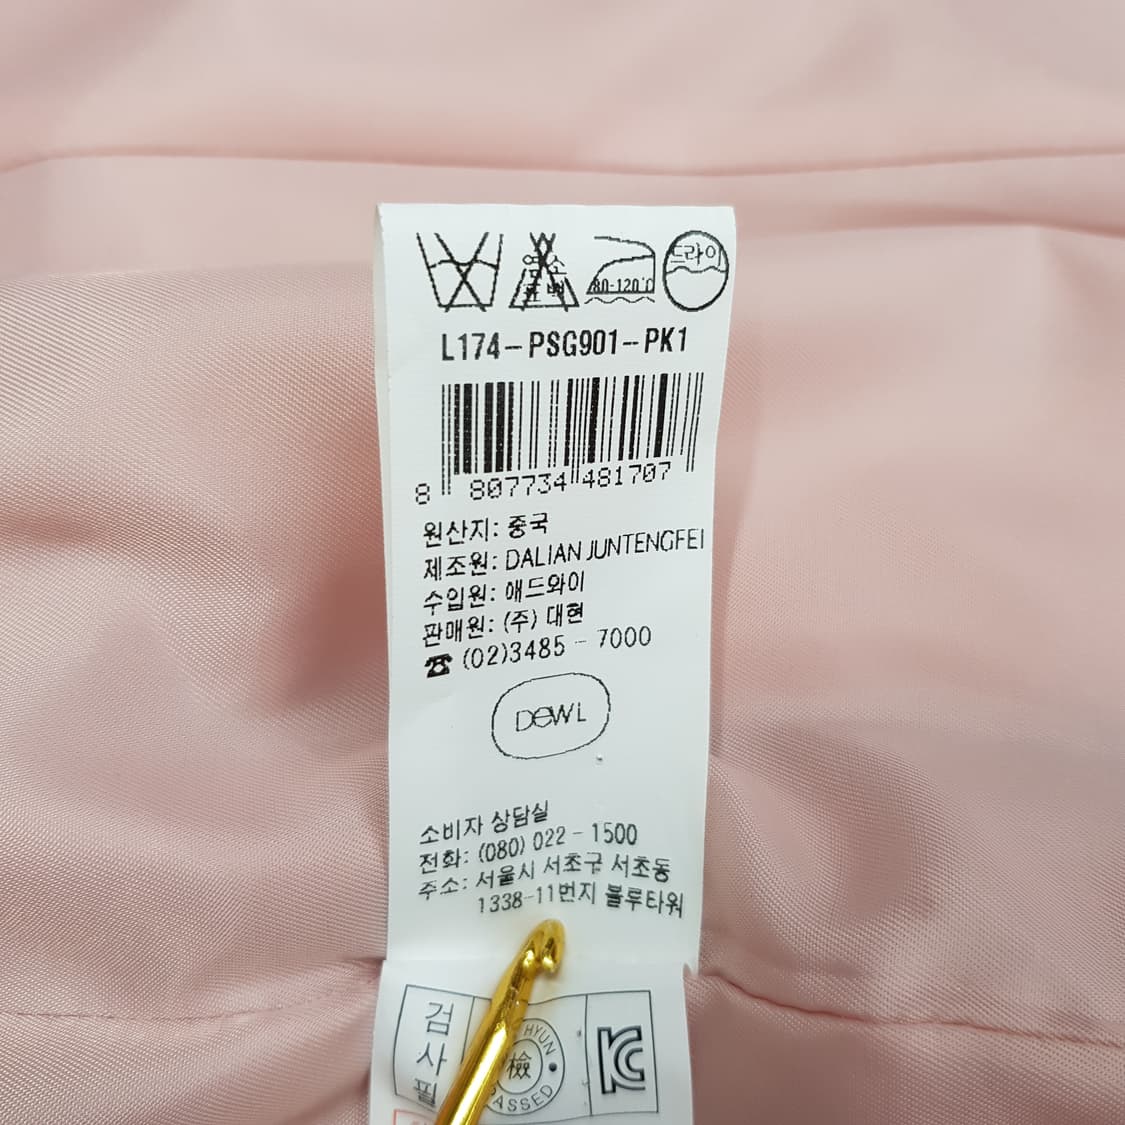 드라이
80-120℃
L174-PSG901-PK1
8 807734 481707
원산지: 중국
제조원: DALIAN JUNTENGFEI
수입원: 애드와이
판매원: (주) 대현
☎ (02)3485 - 7000
DEWL
소비자 상담실
전화: (080) 022 - 1500
주소: 서울시 서초구 서초동
1338-11번지 블루타워
검사필
HYUN
檢
PASSED